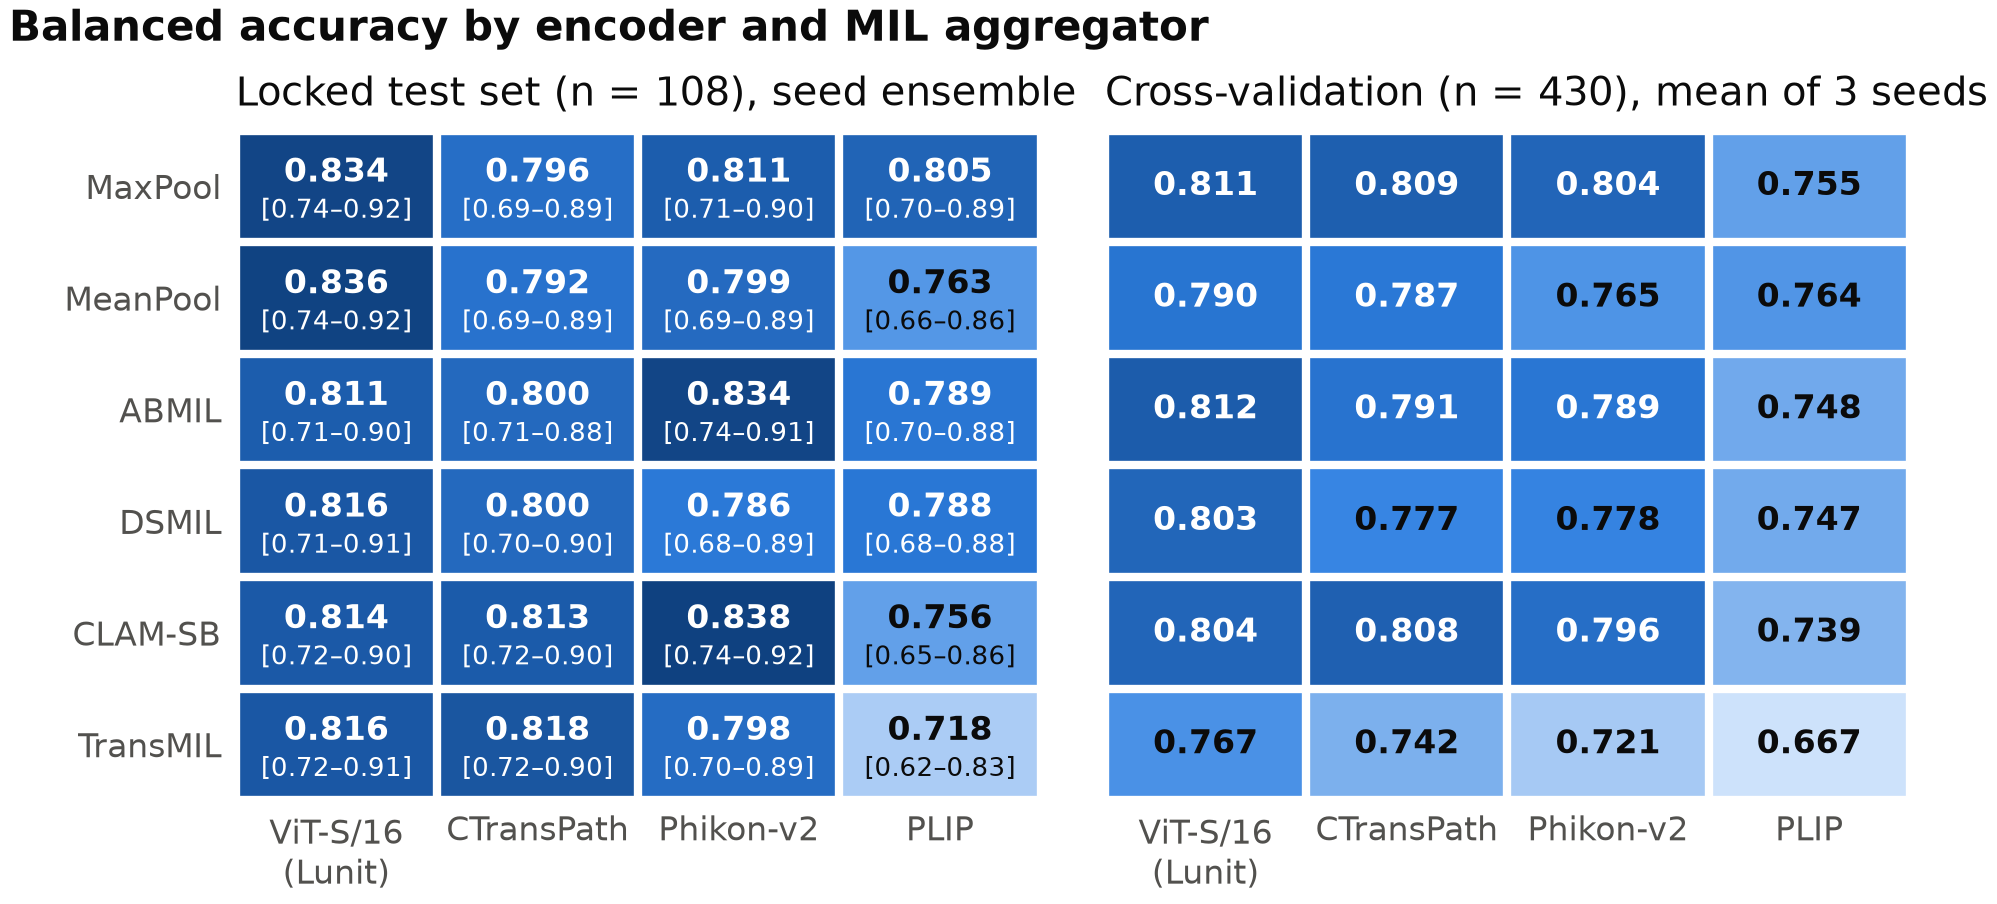 Balanced accuracy by encoder and MIL aggregator
Locked test set (n = 108), seed ensemble
MaxPool 0.834 0.796 0.811 0.805
[0.74–0.92] [0.69–0.89] [0.71–0.90] [0.70–0.89]
MeanPool 0.836 0.792 0.799 0.763
[0.74–0.92] [0.69–0.89] [0.69–0.89] [0.66–0.86]
ABMIL 0.811 0.800 0.834 0.789
[0.71–0.90] [0.71–0.88] [0.74–0.91] [0.70–0.88]
DSMIL 0.816 0.800 0.786 0.788
[0.71–0.91] [0.70–0.90] [0.68–0.89] [0.68–0.88]
CLAM-SB 0.814 0.813 0.838 0.756
[0.72–0.90] [0.72–0.90] [0.74–0.92] [0.65–0.86]
TransMIL 0.816 0.818 0.798 0.718
[0.72–0.91] [0.72–0.90] [0.70–0.89] [0.62–0.83]
ViT-S/16 CTransPath Phikon-v2 PLIP
(Lunit)
Cross-validation (n = 430), mean of 3 seeds
0.811 0.809 0.804 0.755
0.790 0.787 0.765 0.764
0.812 0.791 0.789 0.748
0.803 0.777 0.778 0.747
0.804 0.808 0.796 0.739
0.767 0.742 0.721 0.667
ViT-S/16 CTransPath Phikon-v2 PLIP
(Lunit)